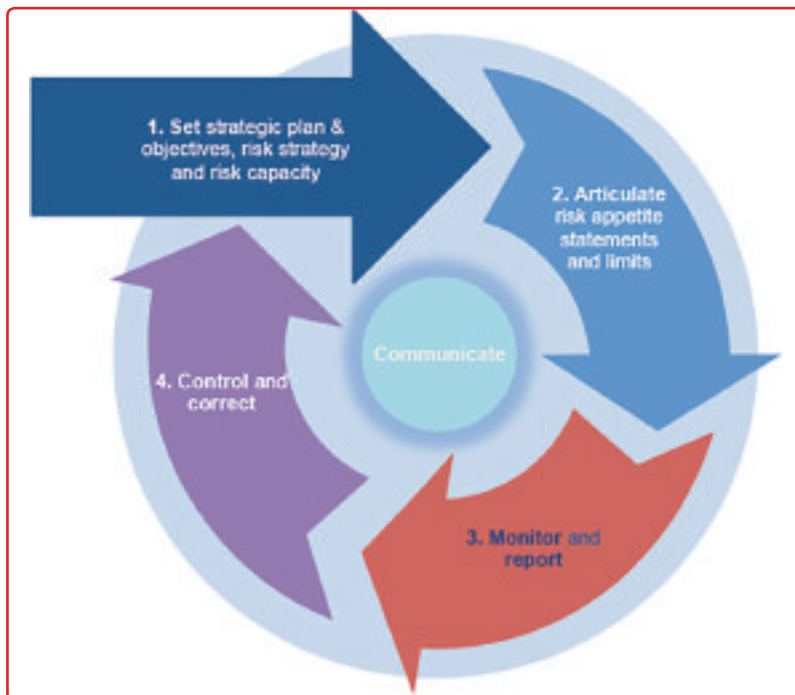 1. Set strategic plan &
objectives, risk strategy
and risk capacity
2. Articulate
risk appetite
statements
and limits
Communicate
3. Monitor and
report
4. Control and
correct